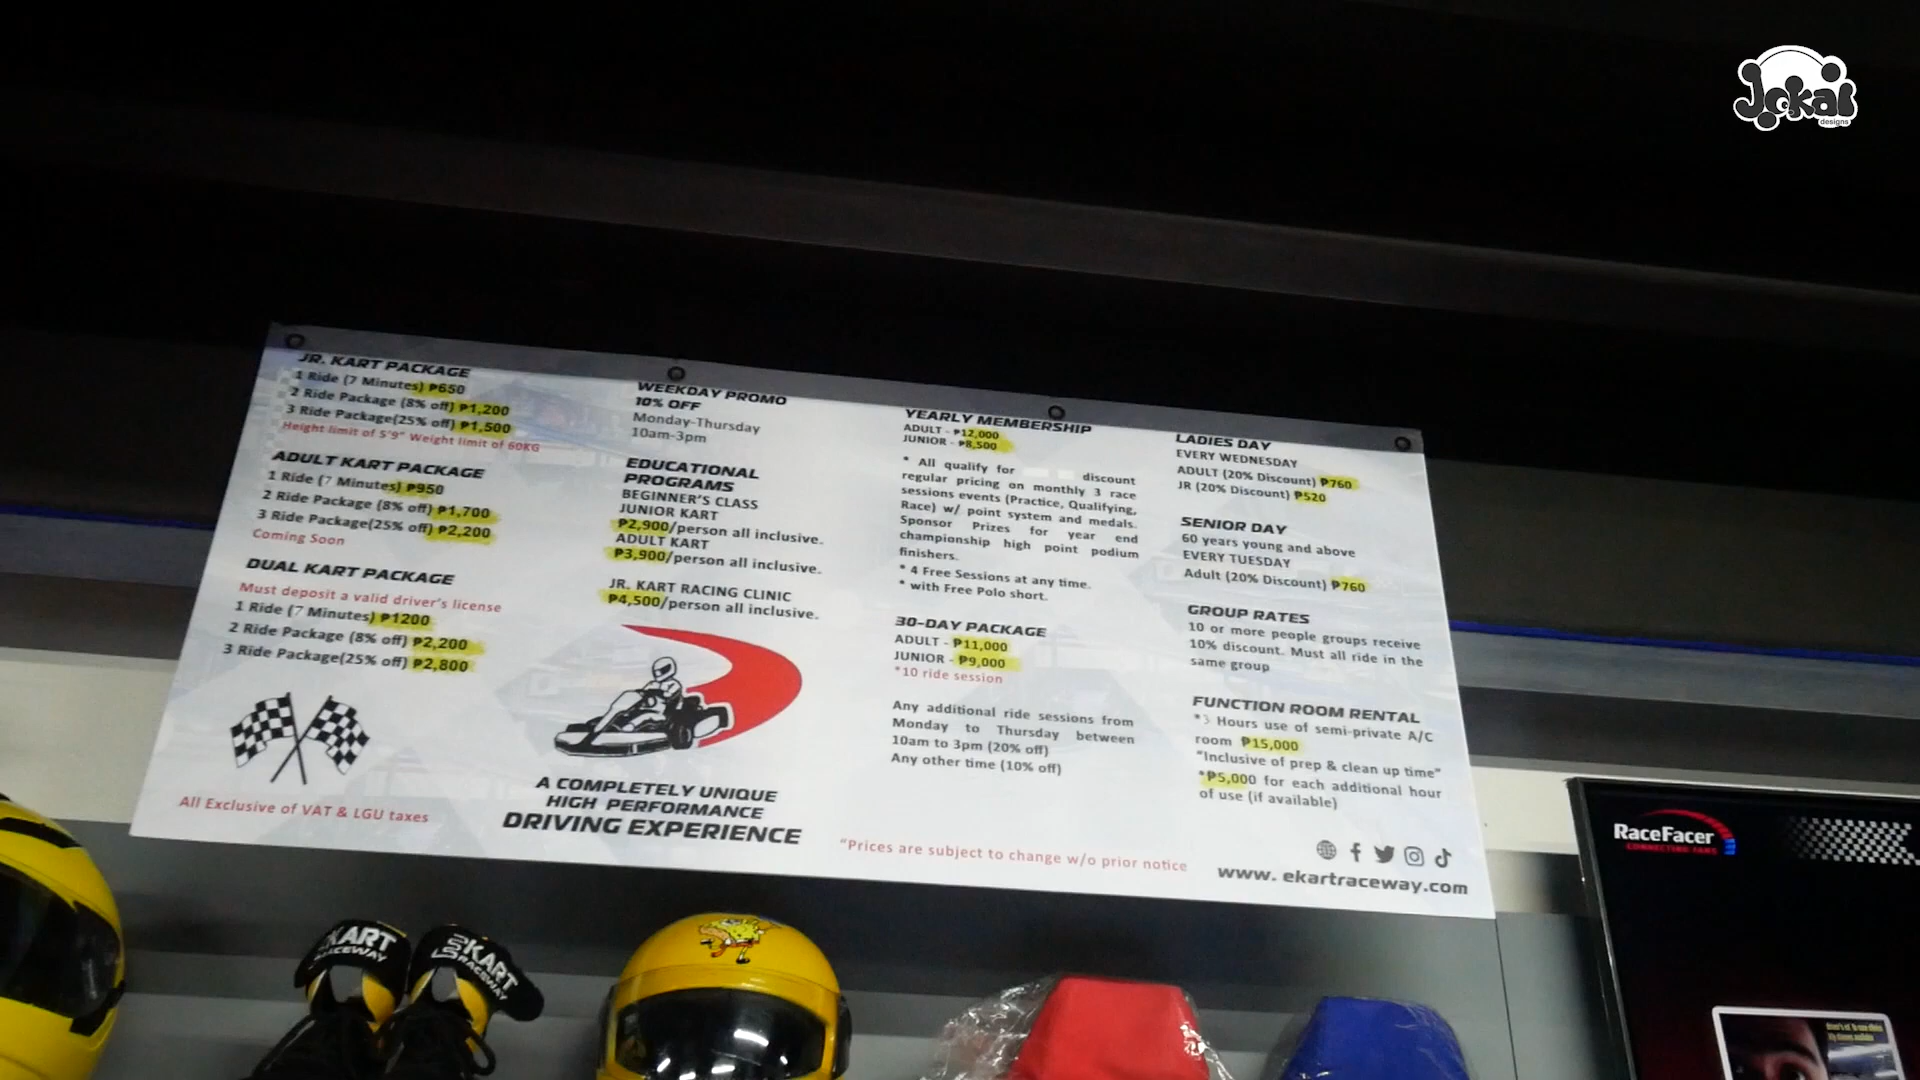 Jokai
designs
JR. KART PACKAGE
1 Ride (7 Minutes) ₱650
2 Ride Package (8% off) ₱1,200
3 Ride Package(25% off) ₱1,500
Height limit of 5'9" Weight limit of 60KG
ADULT KART PACKAGE
1 Ride (7 Minutes) ₱950
2 Ride Package (8% off) ₱1,700
3 Ride Package(25% off) ₱2,200
Coming Soon
DUAL KART PACKAGE
Must deposit a valid driver's license
1 Ride (7 Minutes) ₱1200
2 Ride Package (8% off) ₱2,200
3 Ride Package(25% off) ₱2,800
All Exclusive of VAT & LGU taxes
WEEKDAY PROMO
10% OFF
Monday-Thursday
10am-3pm
EDUCATIONAL
PROGRAMS
BEGINNER'S CLASS
JUNIOR KART
₱2,900/person all inclusive.
ADULT KART
₱3,900/person all inclusive.
JR. KART RACING CLINIC
₱4,500/person all inclusive.
A COMPLETELY UNIQUE
HIGH PERFORMANCE
DRIVING EXPERIENCE
YEARLY MEMBERSHIP
ADULT - ₱12,000
JUNIOR - ₱8,500
* All qualify for discount
regular pricing on monthly 3 race
sessions events (Practice, Qualifying,
Race) w/ point system and medals.
Sponsor Prizes for year end
championship high point podium
finishers.
* 4 Free Sessions at any time.
* with Free Polo short.
30-DAY PACKAGE
ADULT - ₱11,000
JUNIOR - ₱9,000
*10 ride session
Any additional ride sessions from
Monday to Thursday between
10am to 3pm (20% off)
Any other time (10% off)
"Prices are subject to change w/o prior notice
LADIES DAY
EVERY WEDNESDAY
ADULT (20% Discount) ₱760
JR (20% Discount) ₱520
SENIOR DAY
60 years young and above
EVERY TUESDAY
Adult (20% Discount) ₱760
GROUP RATES
10 or more people groups receive
10% discount. Must all ride in the
same group
FUNCTION ROOM RENTAL
*3 Hours use of semi-private A/C
room ₱15,000
"Inclusive of prep & clean up time"
*₱5,000 for each additional hour
of use (if available)
www. ekartraceway.com
KART
RACEWAY
KART
RACEWAY
RaceFacer
CONNECTING FANS